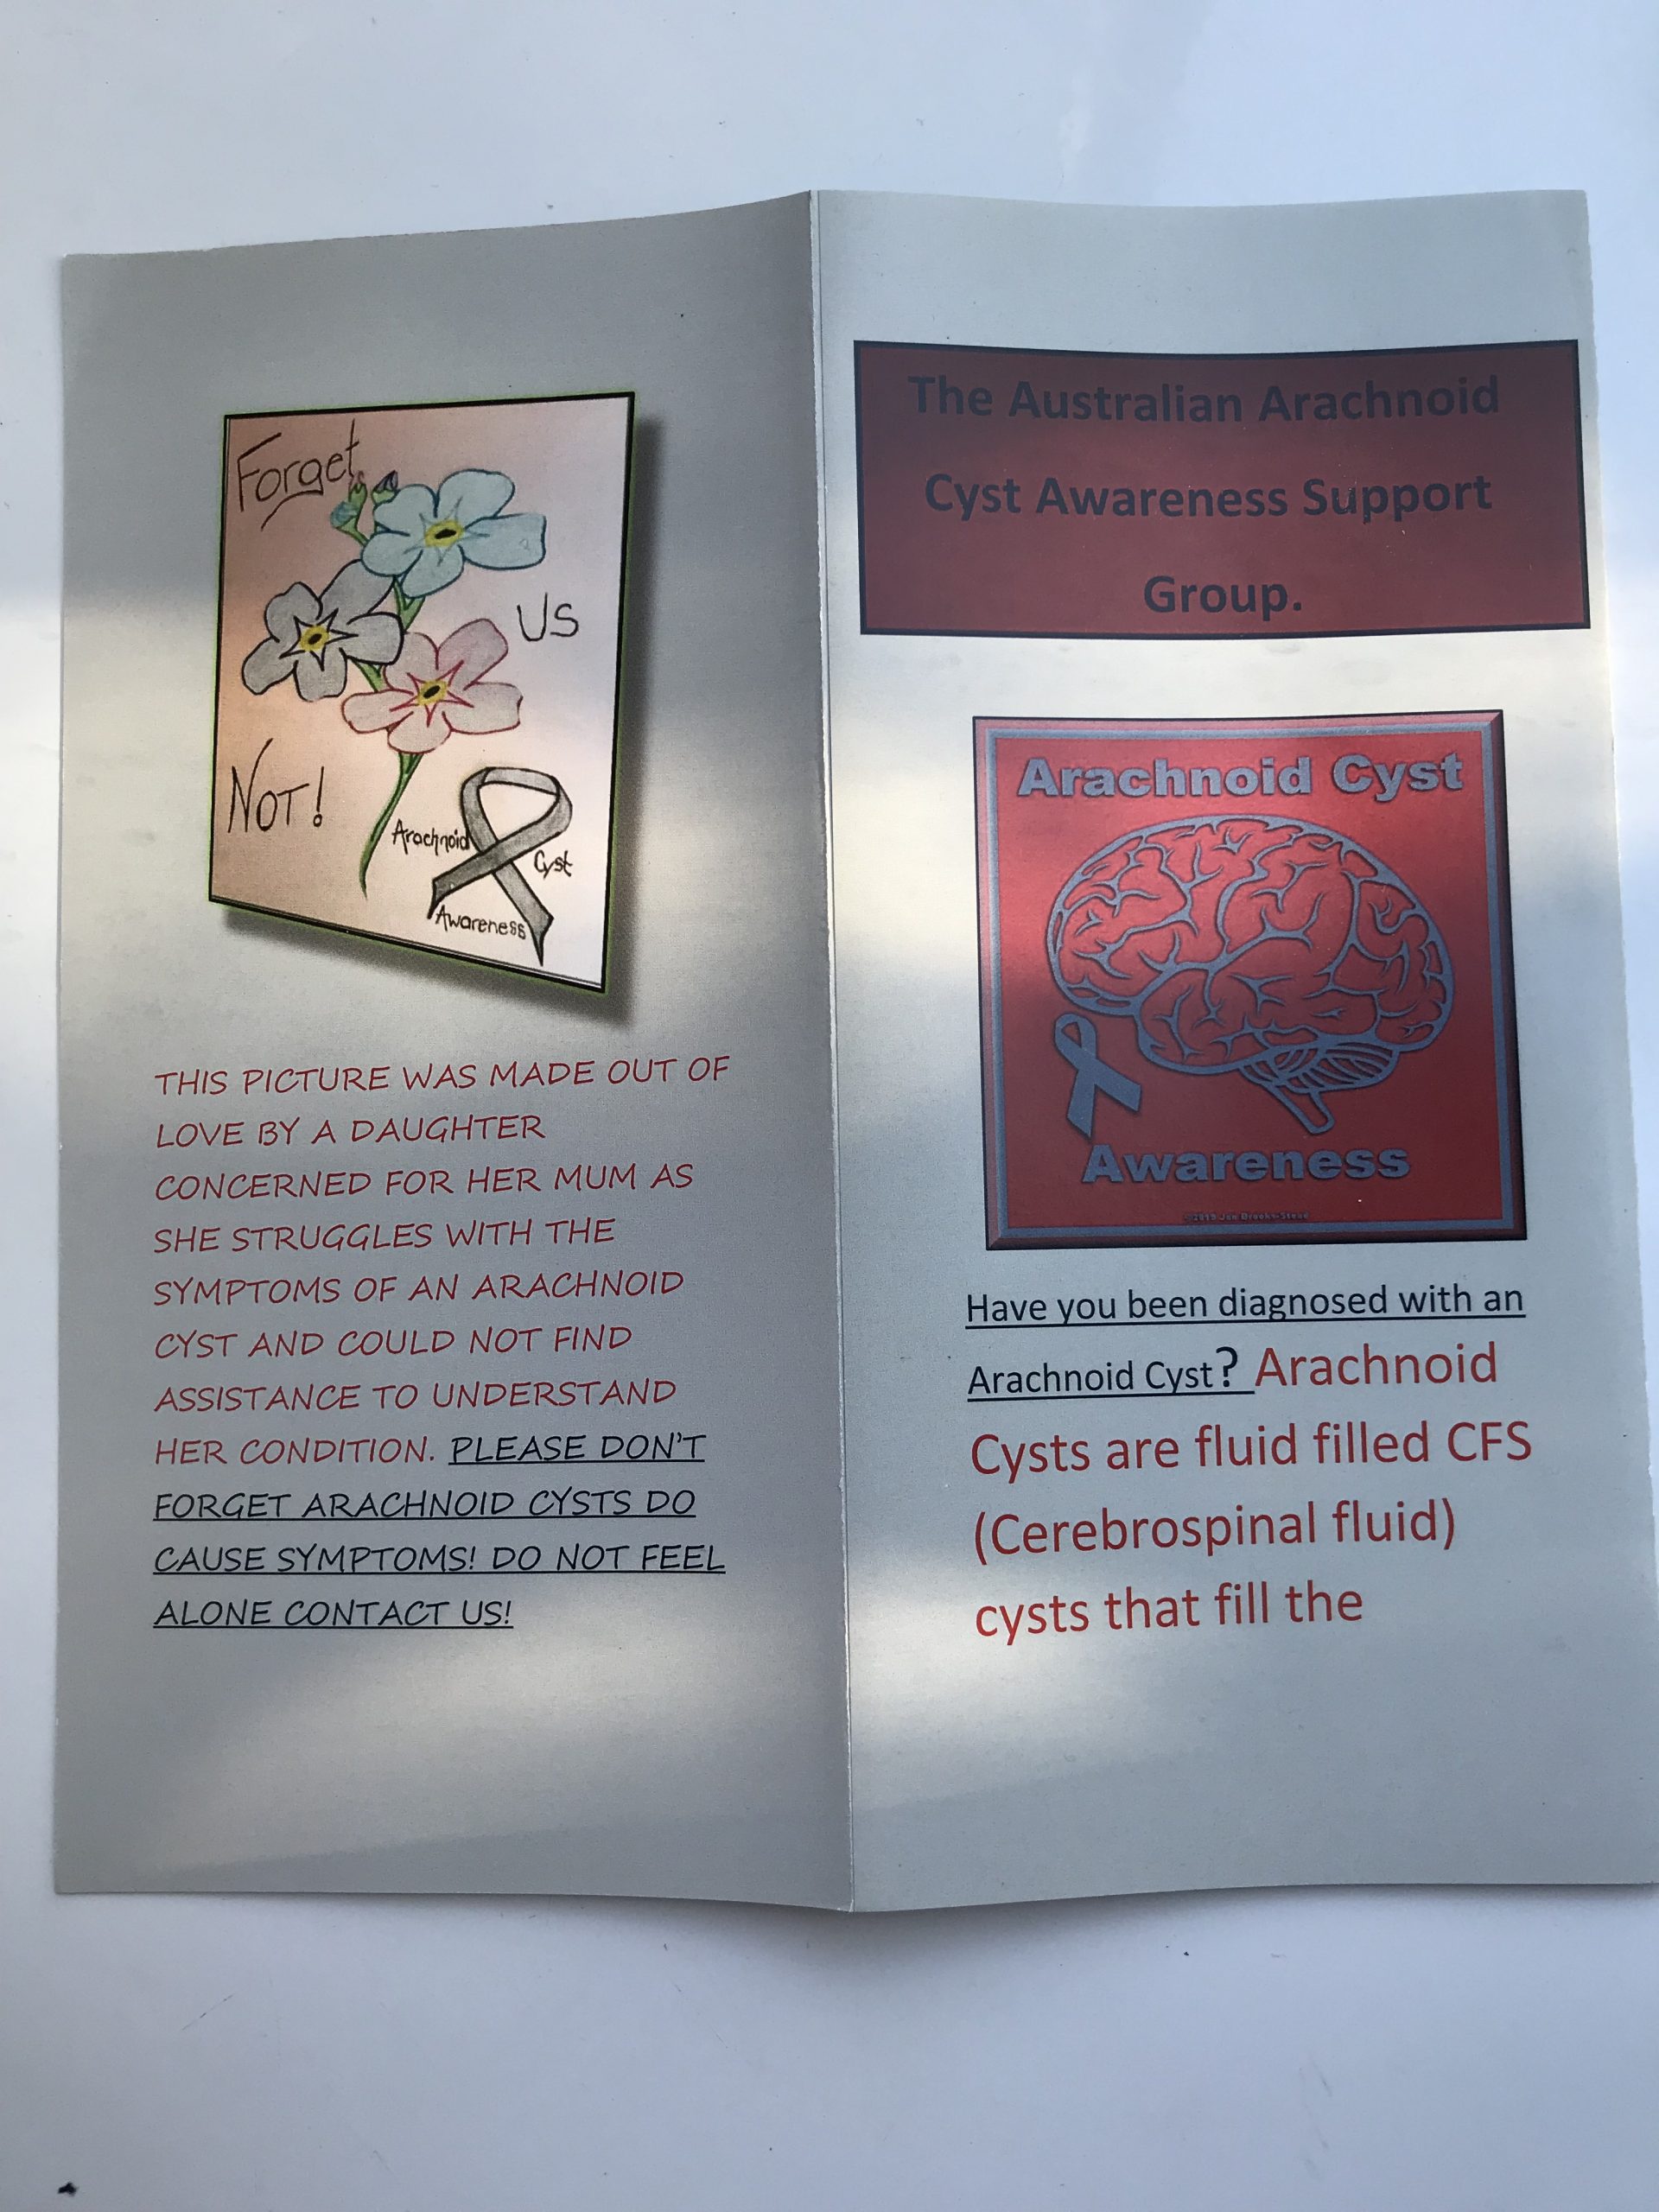 Forget
US
NOT!
Arachnoid
Cyst
Awareness
THIS PICTURE WAS MADE OUT OF
LOVE BY A DAUGHTER
CONCERNED FOR HER MUM AS
SHE STRUGGLES WITH THE
SYMPTOMS OF AN ARACHNOID
CYST AND COULD NOT FIND
ASSISTANCE TO UNDERSTAND
HER CONDITION. PLEASE DON'T
FORGET ARACHNOID CYSTS DO
CAUSE SYMPTOMS! DO NOT FEEL
ALONE CONTACT US!
The Australian Arachnoid
Cyst Awareness Support
Group.
Arachnoid Cyst
Awareness
Have you been diagnosed with an
Arachnoid Cyst? Arachnoid
Cysts are fluid filled CFS
(Cerebrospinal fluid)
cysts that fill the